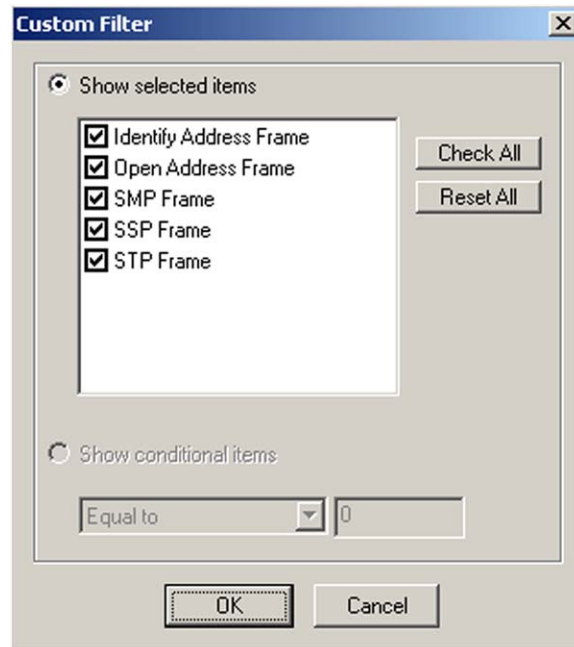 Custom Filter
Show selected items
Identify Address Frame
Open Address Frame
SMP Frame
SSP Frame
STP Frame
Check All
Reset All
Show conditional items
Equal to
0
OK
Cancel